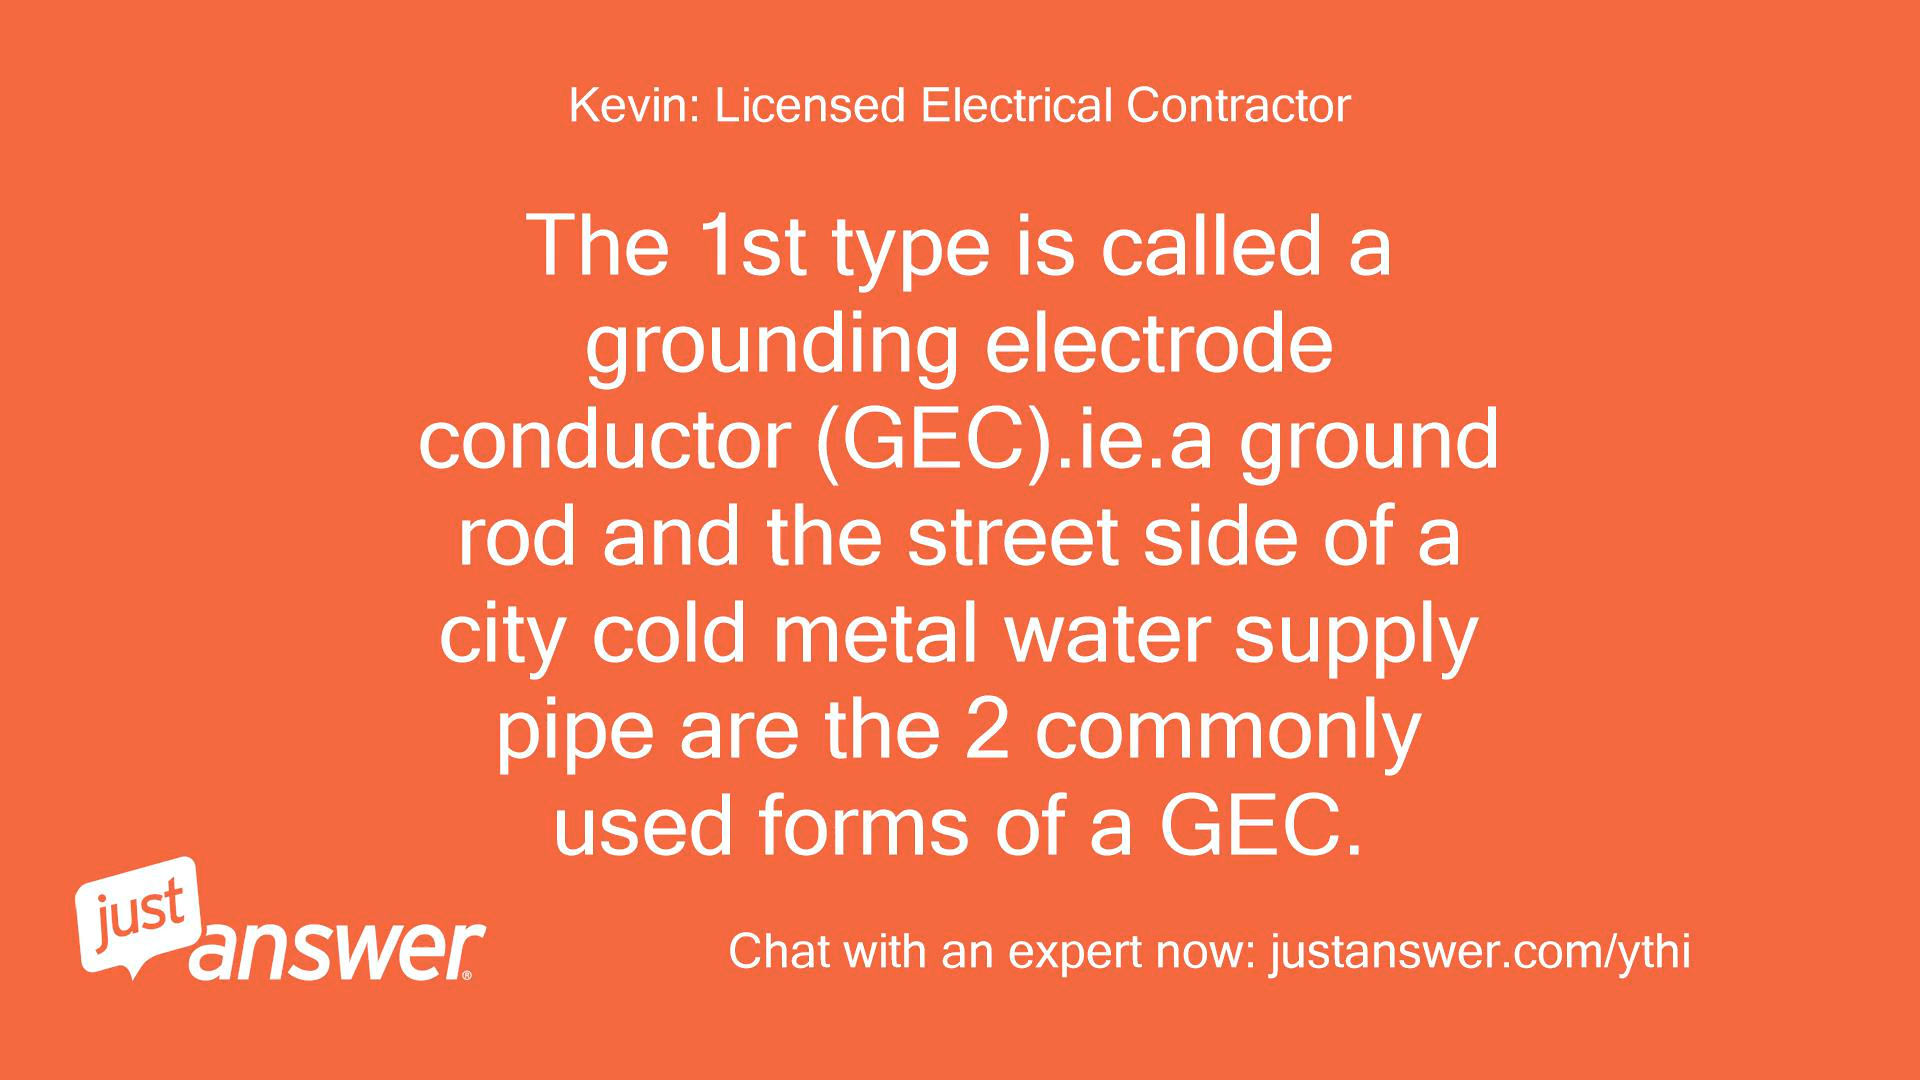 Kevin: Licensed Electrical Contractor
The 1st type is called a
grounding electrode
conductor (GEC).ie.a ground
rod and the street side of a
city cold metal water supply
pipe are the 2 commonly
used forms of a GEC.
just
answer®
Chat with an expert now: justanswer.com/ythi